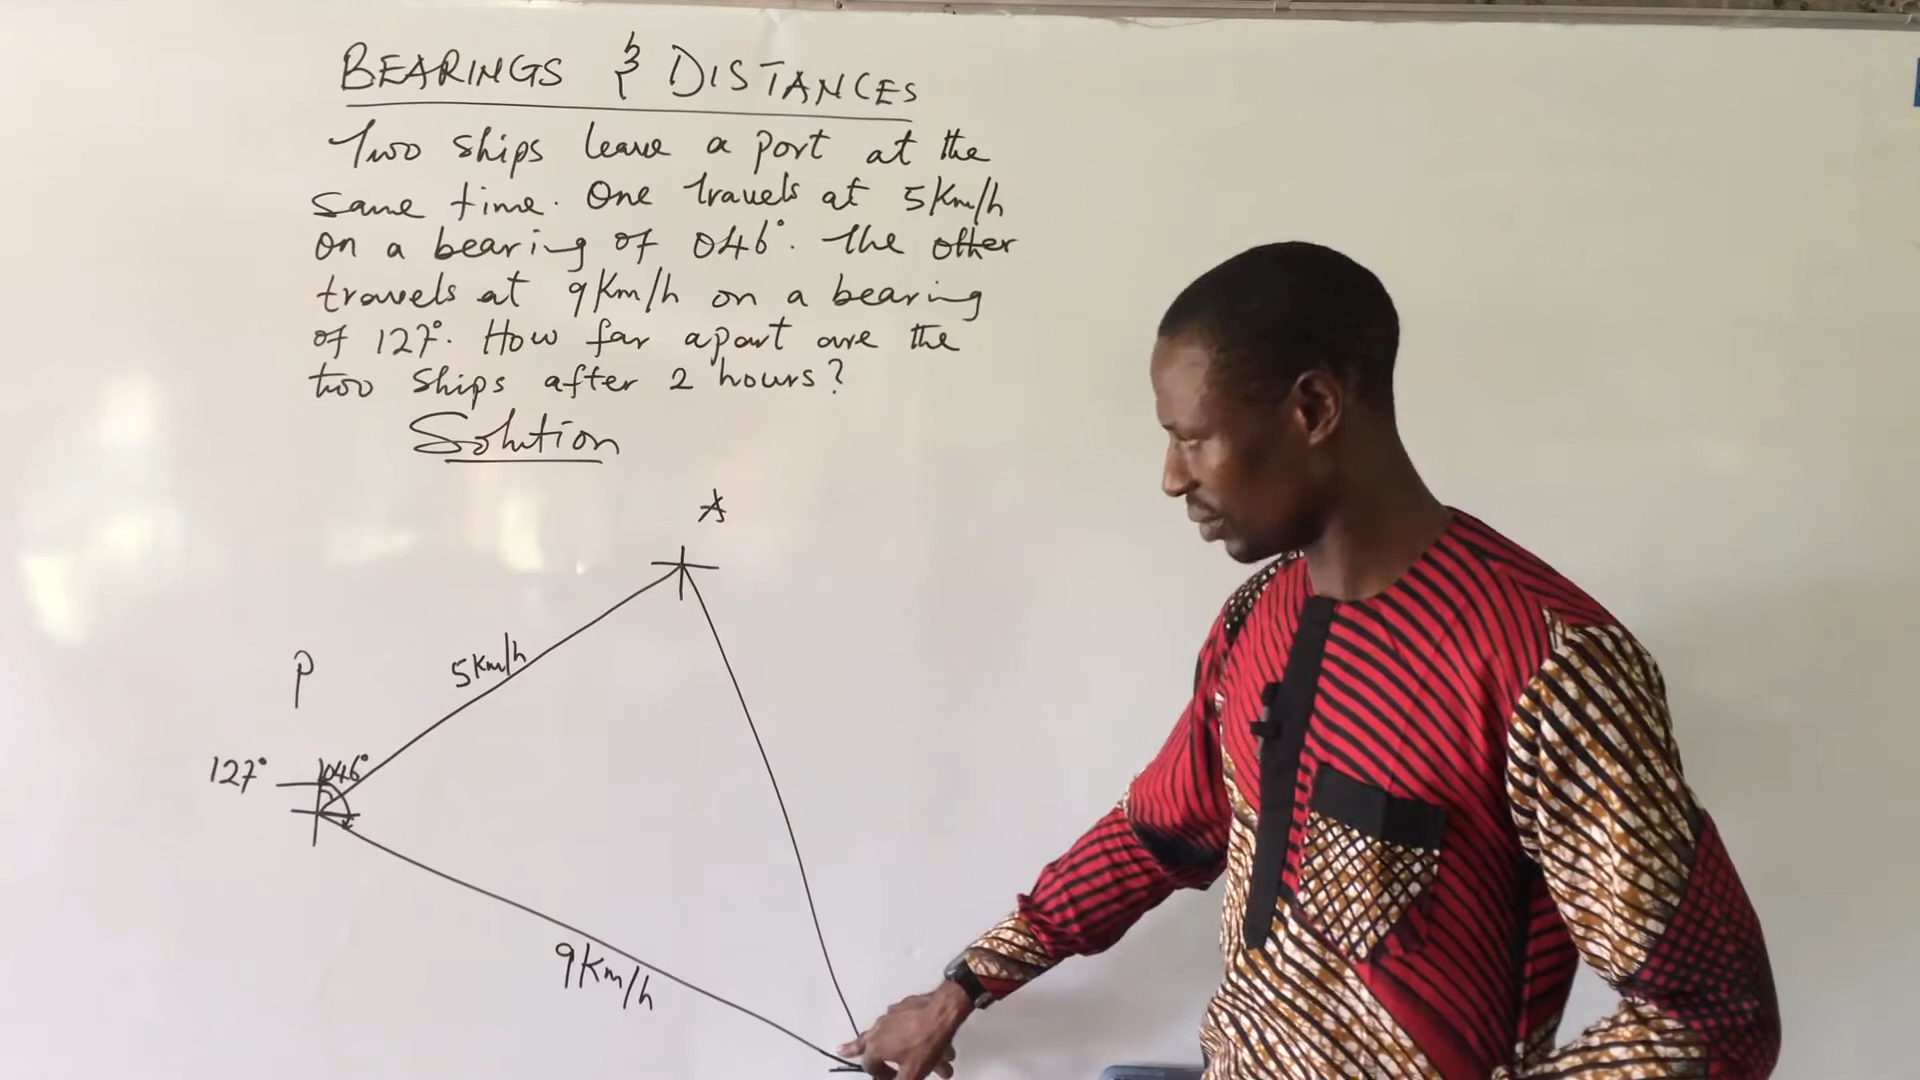 BEARINGS & DISTANCES
Two ships leave a port at the
same time. One travels at 5Km/h
on a bearing of 046°. The other
travels at 9Km/h on a bearing
of 127°. How far apart are the
two ships after 2 hours?
Solution
A
P
5Km/h
127°
046°
9Km/h